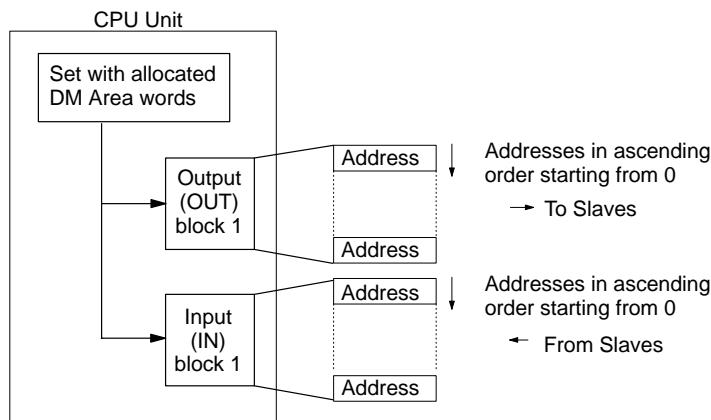 CPU Unit
Set with allocated
DM Area words
Output
(OUT)
block 1
Address
Address
Addresses in ascending
order starting from 0
To Slaves
Input
(IN)
block 1
Address
Address
Addresses in ascending
order starting from 0
From Slaves